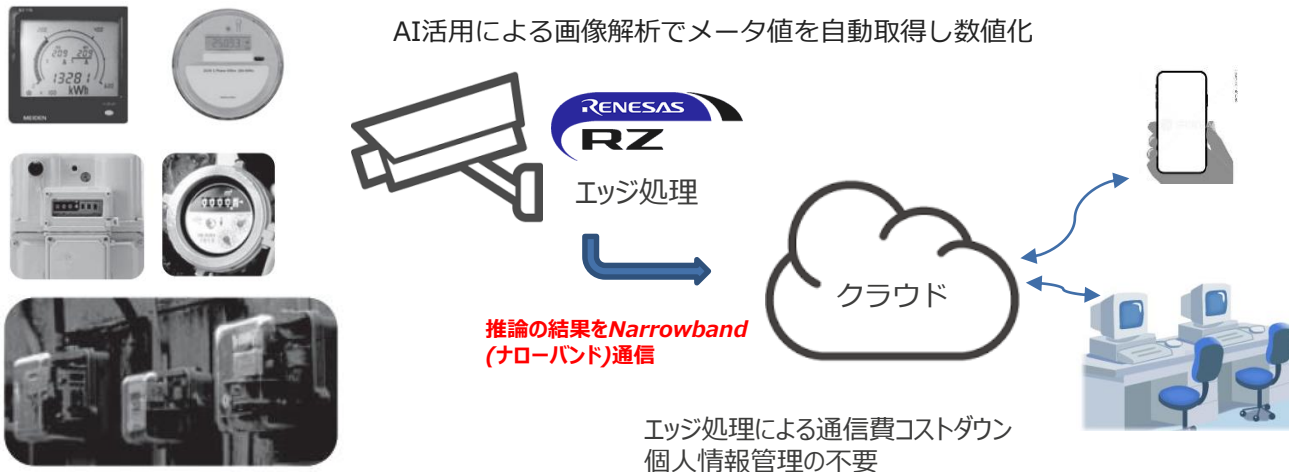 AI活用による画像解析でメータ値を自動取得し数値化
209 209
13281
kWh
MEIDEN
RENESAS
RZ
エッジ処理
クラウド
推論の結果をNarrowband
(ナローバンド)通信
エッジ処理による通信費コストダウン
個人情報管理の不要